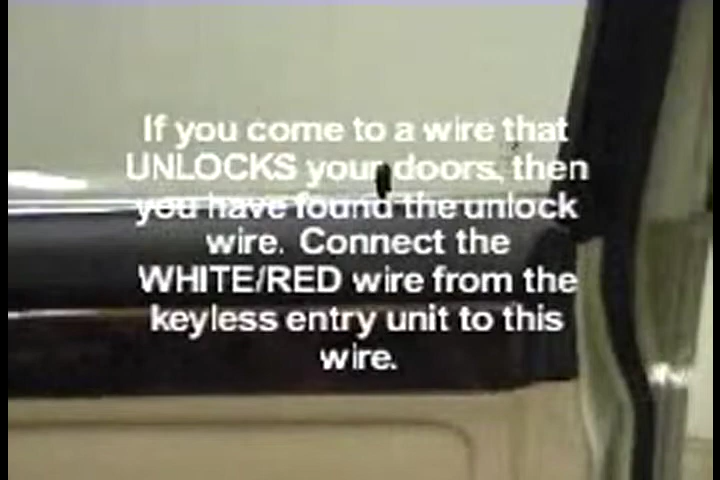 If you come to a wire that
UNLOCKS your doors, then
you have found the unlock
wire. Connect the
WHITE/RED wire from the
keyless entry unit to this
wire.